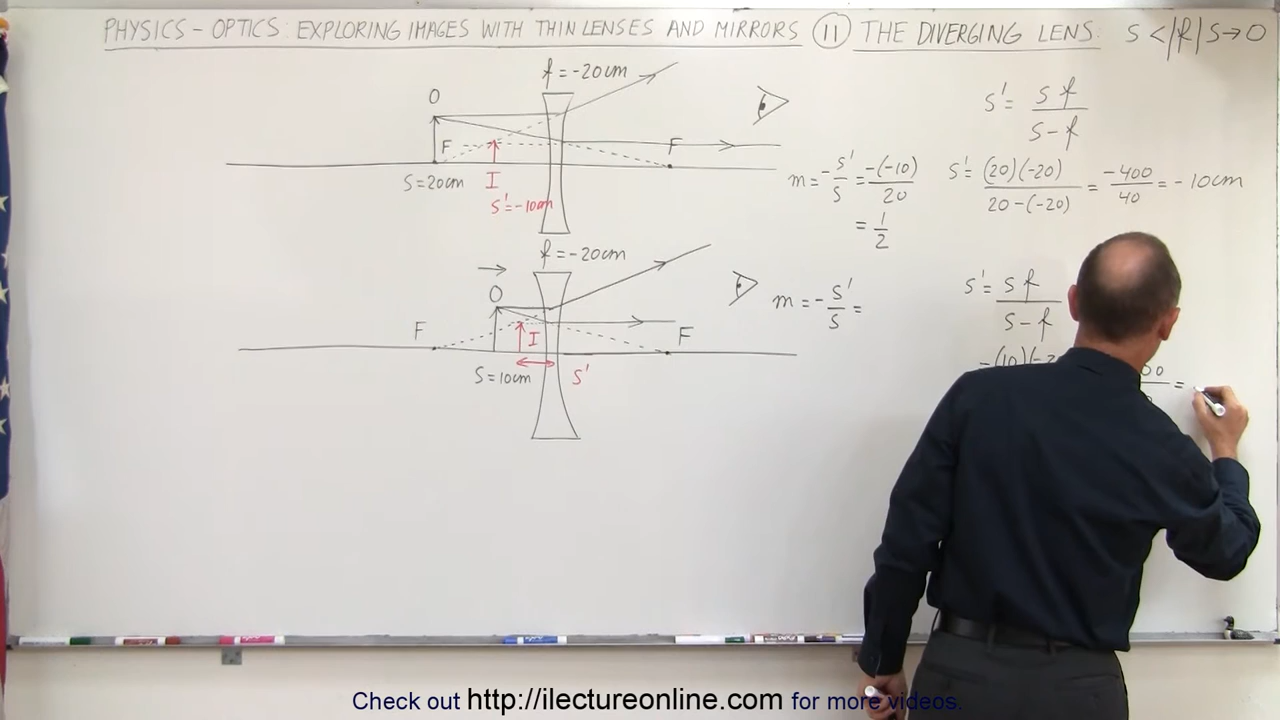 PHYSICS - OPTICS: EXPLORING IMAGES WITH THIN LENSES AND MIRRORS (11) THE DIVERGING LENS: S < |f| S → 0
f = -20cm
O
F
F
S = 20cm
I
S' = -10cm
S' = Sf / S - f
m = -S'/S = -(-10)/20
= 1/2
S' = (20)(-20) / 20 - (-20) = -400/40 = -10cm
f = -20cm
→
O
F
I
F
S = 10cm
S'
m = -S'/S =
S' = Sf / S - f
Check out http://ilectureonline.com for more videos.